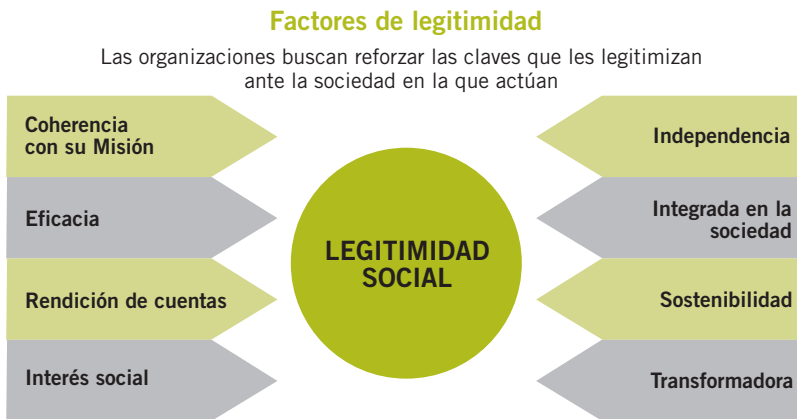 Factores de legitimidad
Las organizaciones buscan reforzar las claves que les legitimizan
ante la sociedad en la que actúan
Coherencia
con su Misión
Eficacia
Rendición de cuentas
Interés social
LEGITIMIDAD
SOCIAL
Independencia
Integrada en la
sociedad
Sostenibilidad
Transformadora